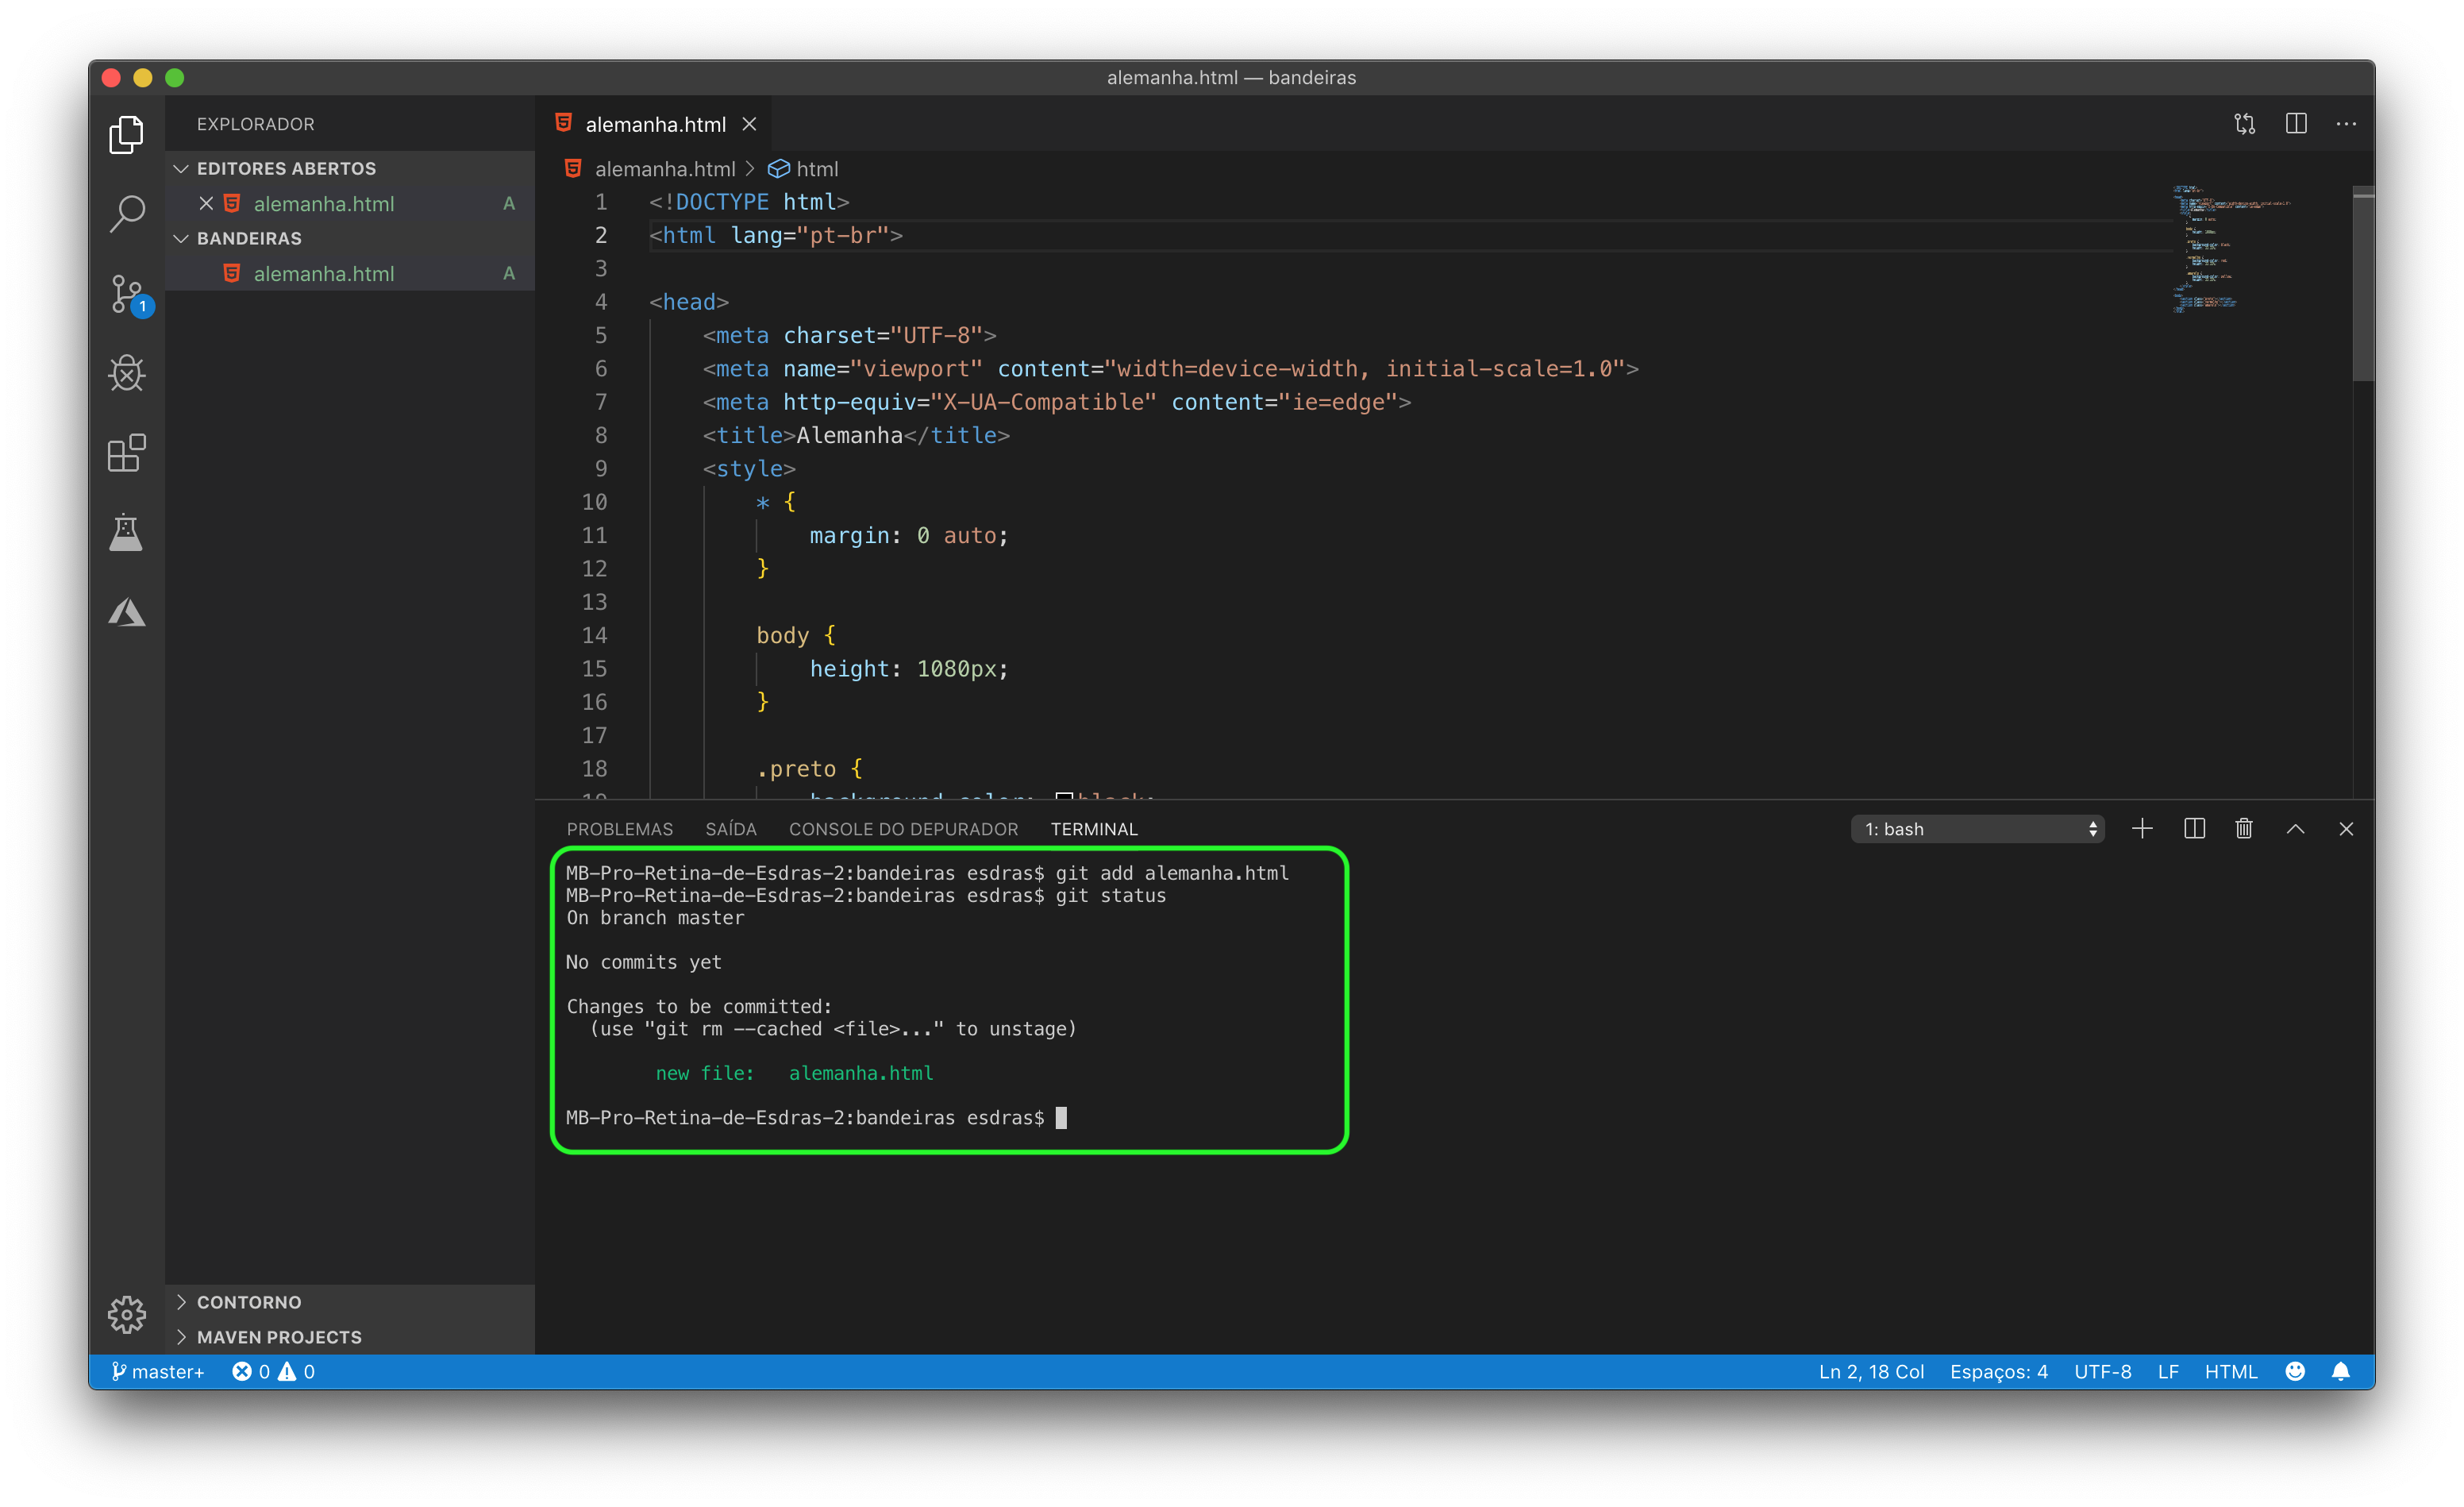 alemanha.html — bandeiras
EXPLORADOR
EDITORES ABERTOS
alemanha.html A
BANDEIRAS
alemanha.html A
1
CONTORNO
MAVEN PROJECTS
alemanha.html
alemanha.html > html
1 <!DOCTYPE html>
2 <html lang="pt-br">
3
4 <head>
5 <meta charset="UTF-8">
6 <meta name="viewport" content="width=device-width, initial-scale=1.0">
7 <meta http-equiv="X-UA-Compatible" content="ie=edge">
8 <title>Alemanha</title>
9 <style>
10 * {
11 margin: 0 auto;
12 }
13
14 body {
15 height: 1080px;
16 }
17
18 .preto {
19 background-color: black;
PROBLEMAS SAÍDA CONSOLE DO DEPURADOR TERMINAL 1: bash
MB-Pro-Retina-de-Esdras-2:bandeiras esdras$ git add alemanha.html
MB-Pro-Retina-de-Esdras-2:bandeiras esdras$ git status
On branch master
No commits yet
Changes to be committed:
(use "git rm --cached <file>..." to unstage)
new file: alemanha.html
MB-Pro-Retina-de-Esdras-2:bandeiras esdras$
master+ 0 0 Ln 2, 18 Col Espaços: 4 UTF-8 LF HTML